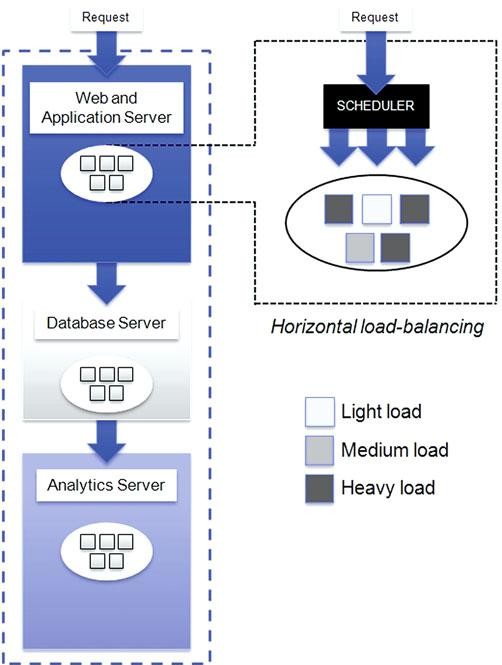 Request
Web and
Application Server
Database Server
Analytics Server
Request
SCHEDULER
Horizontal load-balancing
Light load
Medium load
Heavy load